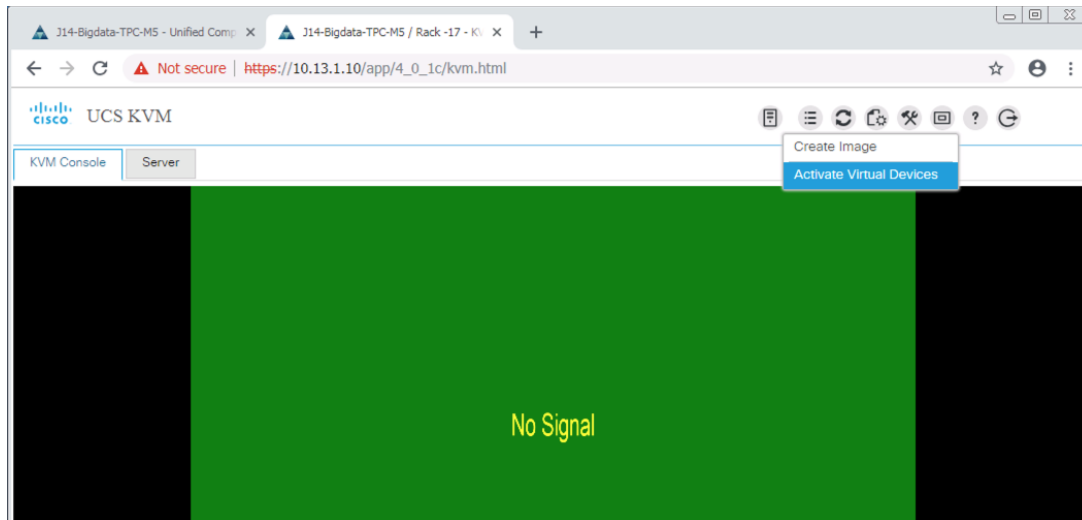 J14-Bigdata-TPC-M5 - Unified Comp
J14-Bigdata-TPC-M5 / Rack -17 - KV
Not secure | https://10.13.1.10/app/4_0_1c/kvm.html
CISCO UCS KVM
Create Image
KVM Console Server
Activate Virtual Devices
No Signal